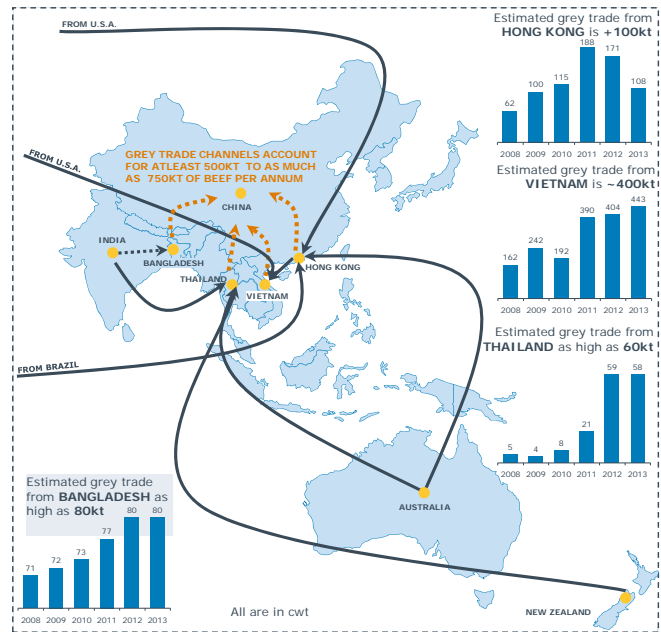 FROM U.S.A.
Estimated grey trade from
HONG KONG is +100kt
62
100
115
188
171
108
2008 2009 2010 2011 2012 2013
FROM U.S.A.
GREY TRADE CHANNELS ACCOUNT
FOR ATLEAST 500KT TO AS MUCH
AS 750KT OF BEEF PER ANNUM
CHINA
INDIA
BANGLADESH
THAILAND
VIETNAM
HONG KONG
Estimated grey trade from
VIETNAM is ~400kt
162
242
192
390
404
443
2008 2009 2010 2011 2012 2013
FROM BRAZIL
Estimated grey trade from
THAILAND as high as 60kt
5
4
8
21
59
58
2008 2009 2010 2011 2012 2013
AUSTRALIA
Estimated grey trade
from BANGLADESH as
high as 80kt
71
72
73
77
80
80
2008 2009 2010 2011 2012 2013
All are in cwt
NEW ZEALAND